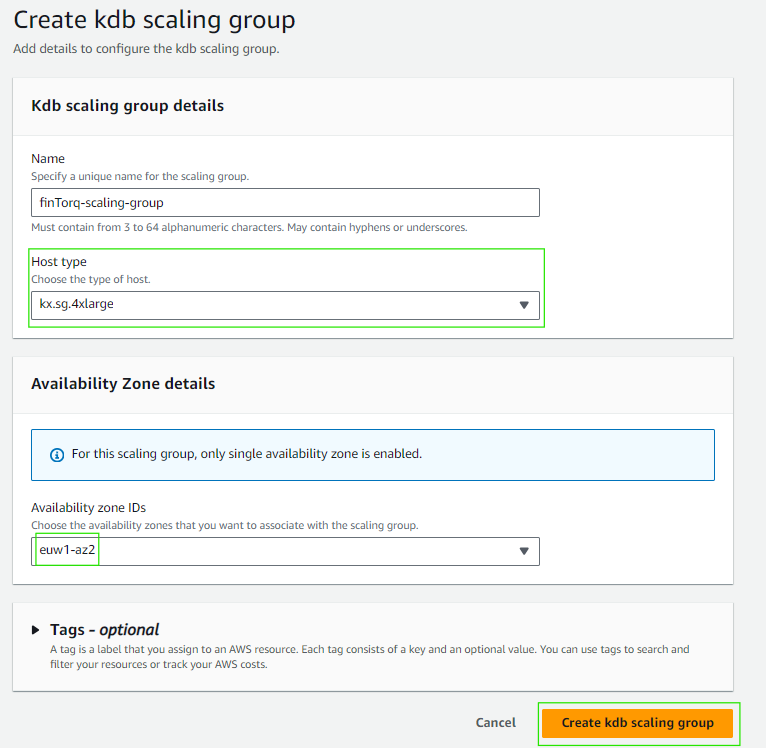 Create kdb scaling group
Add details to configure the kdb scaling group.
Kdb scaling group details
Name
Specify a unique name for the scaling group.
finTorq-scaling-group
Must contain from 3 to 64 alphanumeric characters. May contain hyphens or underscores.
Host type
Choose the type of host.
kx.sg.4xlarge
Availability Zone details
For this scaling group, only single availability zone is enabled.
Availability zone IDs
Choose the availability zones that you want to associate with the scaling group.
euw1-az2
Tags - optional
A tag is a label that you assign to an AWS resource. Each tag consists of a key and an optional value. You can use tags to search and
filter your resources or track your AWS costs.
Cancel Create kdb scaling group